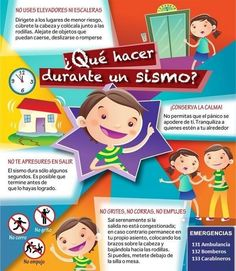 NO USES ELEVADORES NI ESCALERAS
Dirígete a los lugares de menor riesgo,
cúbrete la cabeza y colócala junto a las
rodillas. Aléjate de objetos que
puedan caerse, deslizarse o romperse
¿Qué hacer
durante un sismo?
¡CONSERVA LA CALMA!
No permitas que el pánico se
apodere de ti. Tranquiliza a
quienes estén a tu alrededor
NO TE APRESURES EN SALIR
El sismo dura sólo algunos
segundos. Es posible que
termine antes de
que lo hayas logrado.
No corro
No grito
No empujo
NO GRITES, NO CORRAS, NO EMPUJES
Sal serenamente si la
salida no está congestionada;
en caso contrario permanece en
tu propio asiento, colocando los
brazos sobre la cabeza y
bajándola hacia las rodillas.
Si puedes, métete debajo de
la silla o mesa.
EMERGENCIAS
131 Ambulancia
132 Bomberos
133 Carabineros